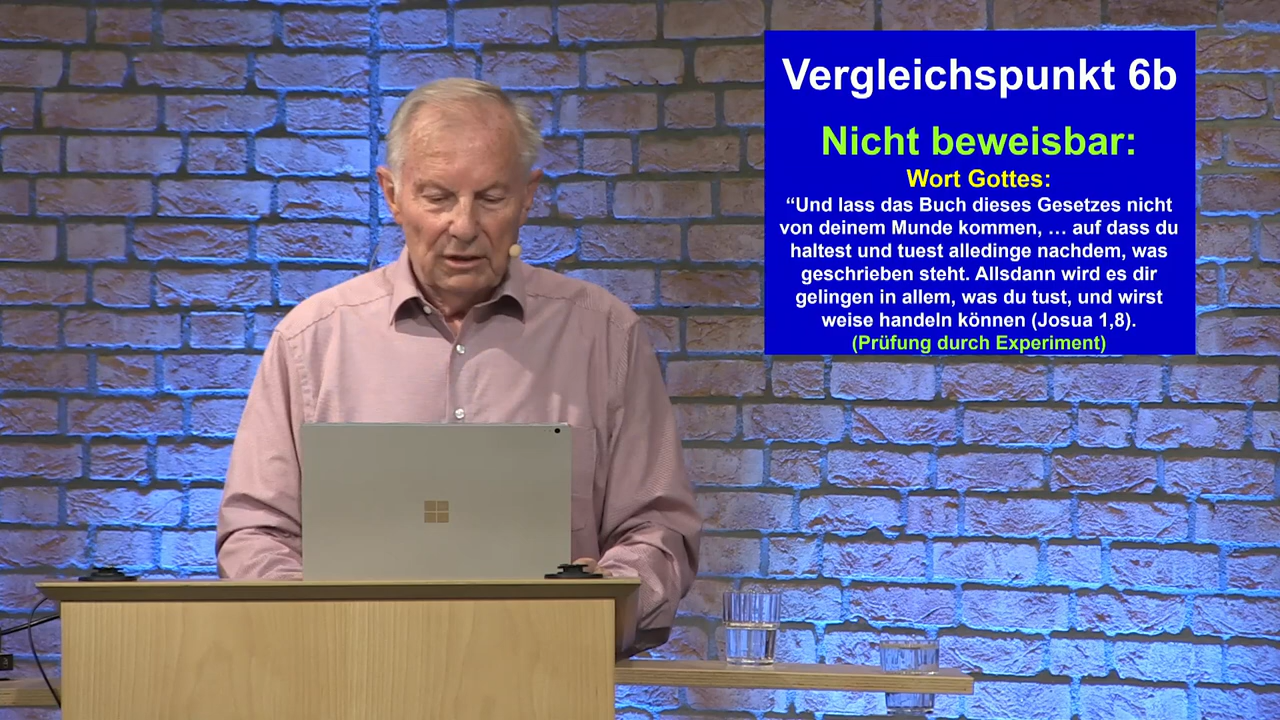 Vergleichspunkt 6b
Nicht beweisbar:
Wort Gottes:
“Und lass das Buch dieses Gesetzes nicht
von deinem Munde kommen, … auf dass du
haltest und tuest alledinge nachdem, was
geschrieben steht. Allsdann wird es dir
gelingen in allem, was du tust, und wirst
weise handeln können (Josua 1,8).
(Prüfung durch Experiment)